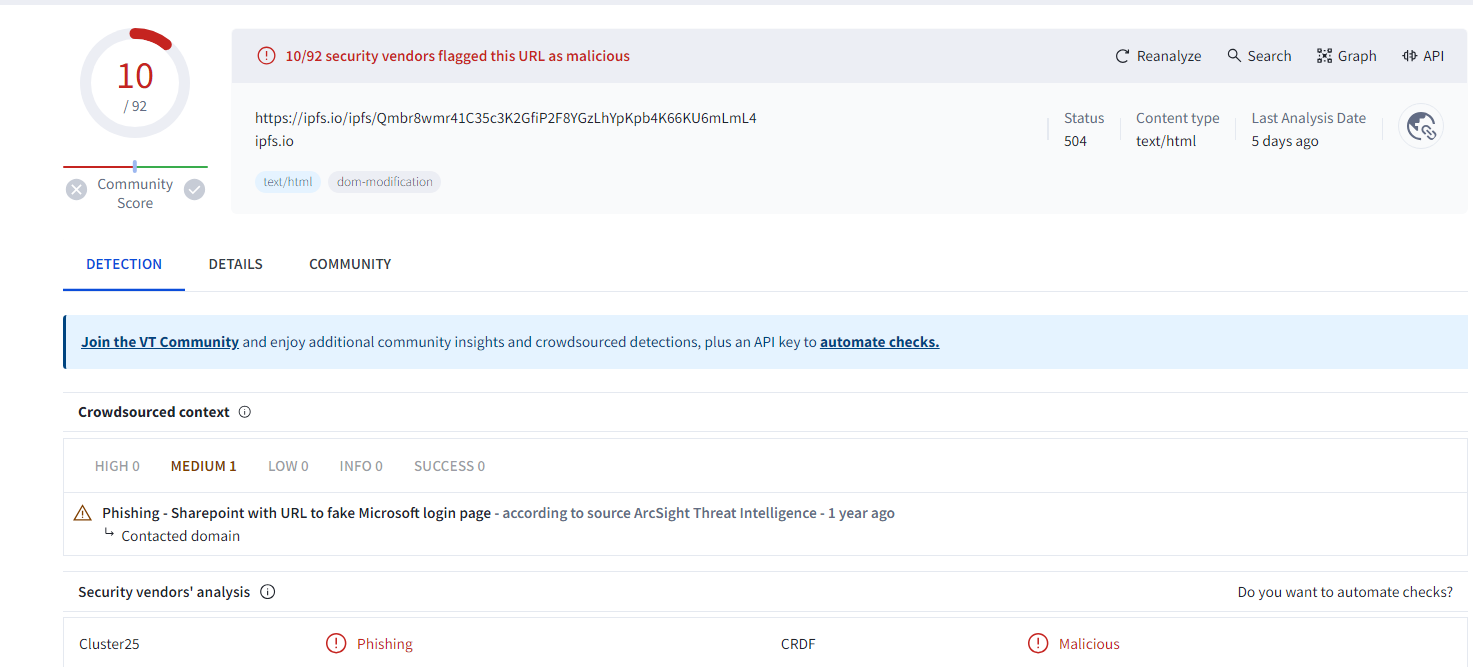 10
/ 92
Community
Score
10/92 security vendors flagged this URL as malicious
Reanalyze
Search
Graph
API
https://ipfs.io/ipfs/Qmbr8wmr41C35c3K2GfiP2F8YGzLhYpKpb4K66KU6mLmL4
ipfs.io
text/html
dom-modification
Status
504
Content type
text/html
Last Analysis Date
5 days ago
DETECTION
DETAILS
COMMUNITY
Join the VT Community and enjoy additional community insights and crowdsourced detections, plus an API key to automate checks.
Crowdsourced context
HIGH 0
MEDIUM 1
LOW 0
INFO 0
SUCCESS 0
Phishing - Sharepoint with URL to fake Microsoft login page - according to source ArcSight Threat Intelligence - 1 year ago
Contacted domain
Security vendors' analysis
Do you want to automate checks?
Cluster25
Phishing
CRDF
Malicious